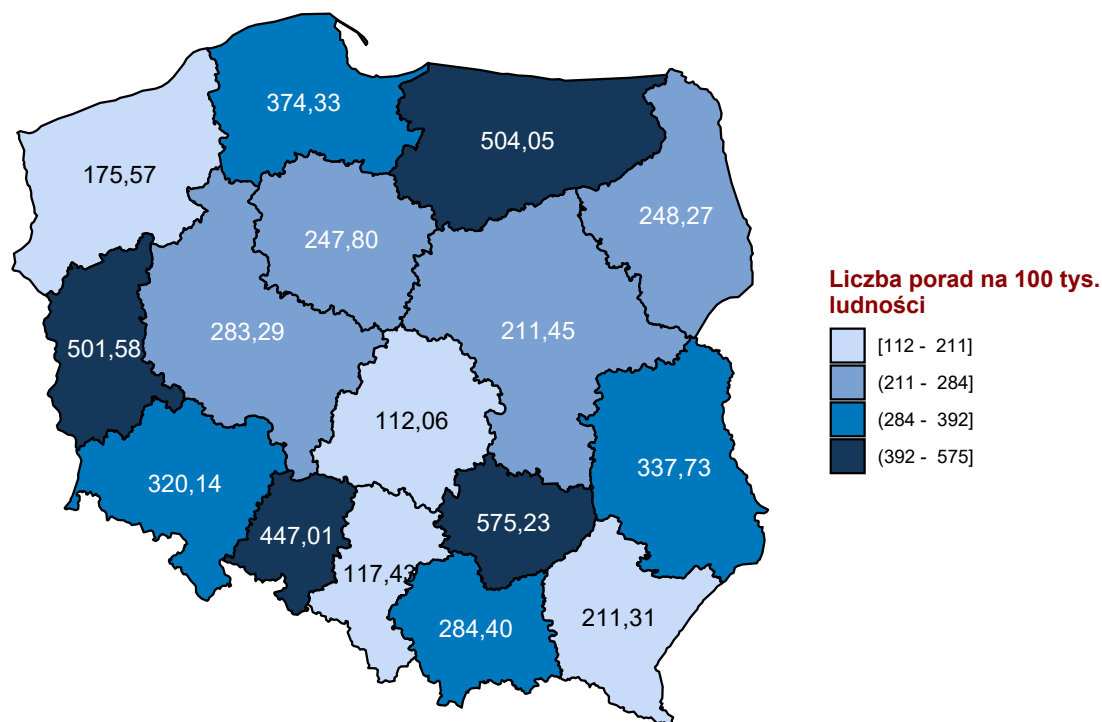 374,33
504,05
175,57
248,27
247,80
283,29
211,45
501,58
112,06
337,73
320,14
575,23
447,01
117,43
211,31
284,40
Liczba porad na 100 tys.
ludności
[112 - 211]
(211 - 284]
(284 - 392]
(392 - 575]